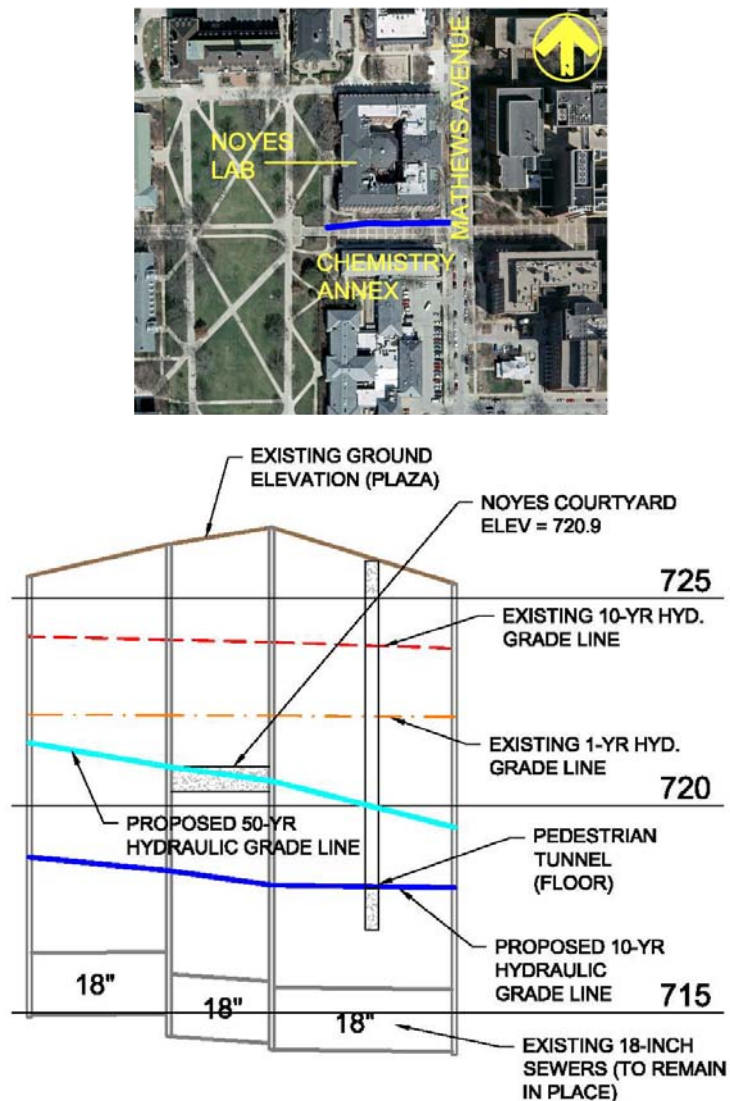 NOYES
LAB
MATHEWS AVENUE
CHEMISTRY
ANNEX
EXISTING GROUND
ELEVATION (PLAZA)
NOYES COURTYARD
ELEV = 720.9
725
EXISTING 10-YR HYD.
GRADE LINE
EXISTING 1-YR HYD.
GRADE LINE
720
PROPOSED 50-YR
HYDRAULIC GRADE LINE
PEDESTRIAN
TUNNEL
(FLOOR)
PROPOSED 10-YR
HYDRAULIC
GRADE LINE
715
18"
18"
18"
EXISTING 18-INCH
SEWERS (TO REMAIN
IN PLACE)